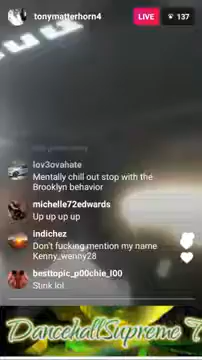 tonymatterhorn4
LIVE
137
lov3ovahate
Mentally chill out stop with the
Brooklyn behavior
michelle72edwards
Up up up up
indichez
Don't fucking mention my name
Kenny_wenny28
besttopic_p00chie_l00
Stink lol
DancehallSupreme